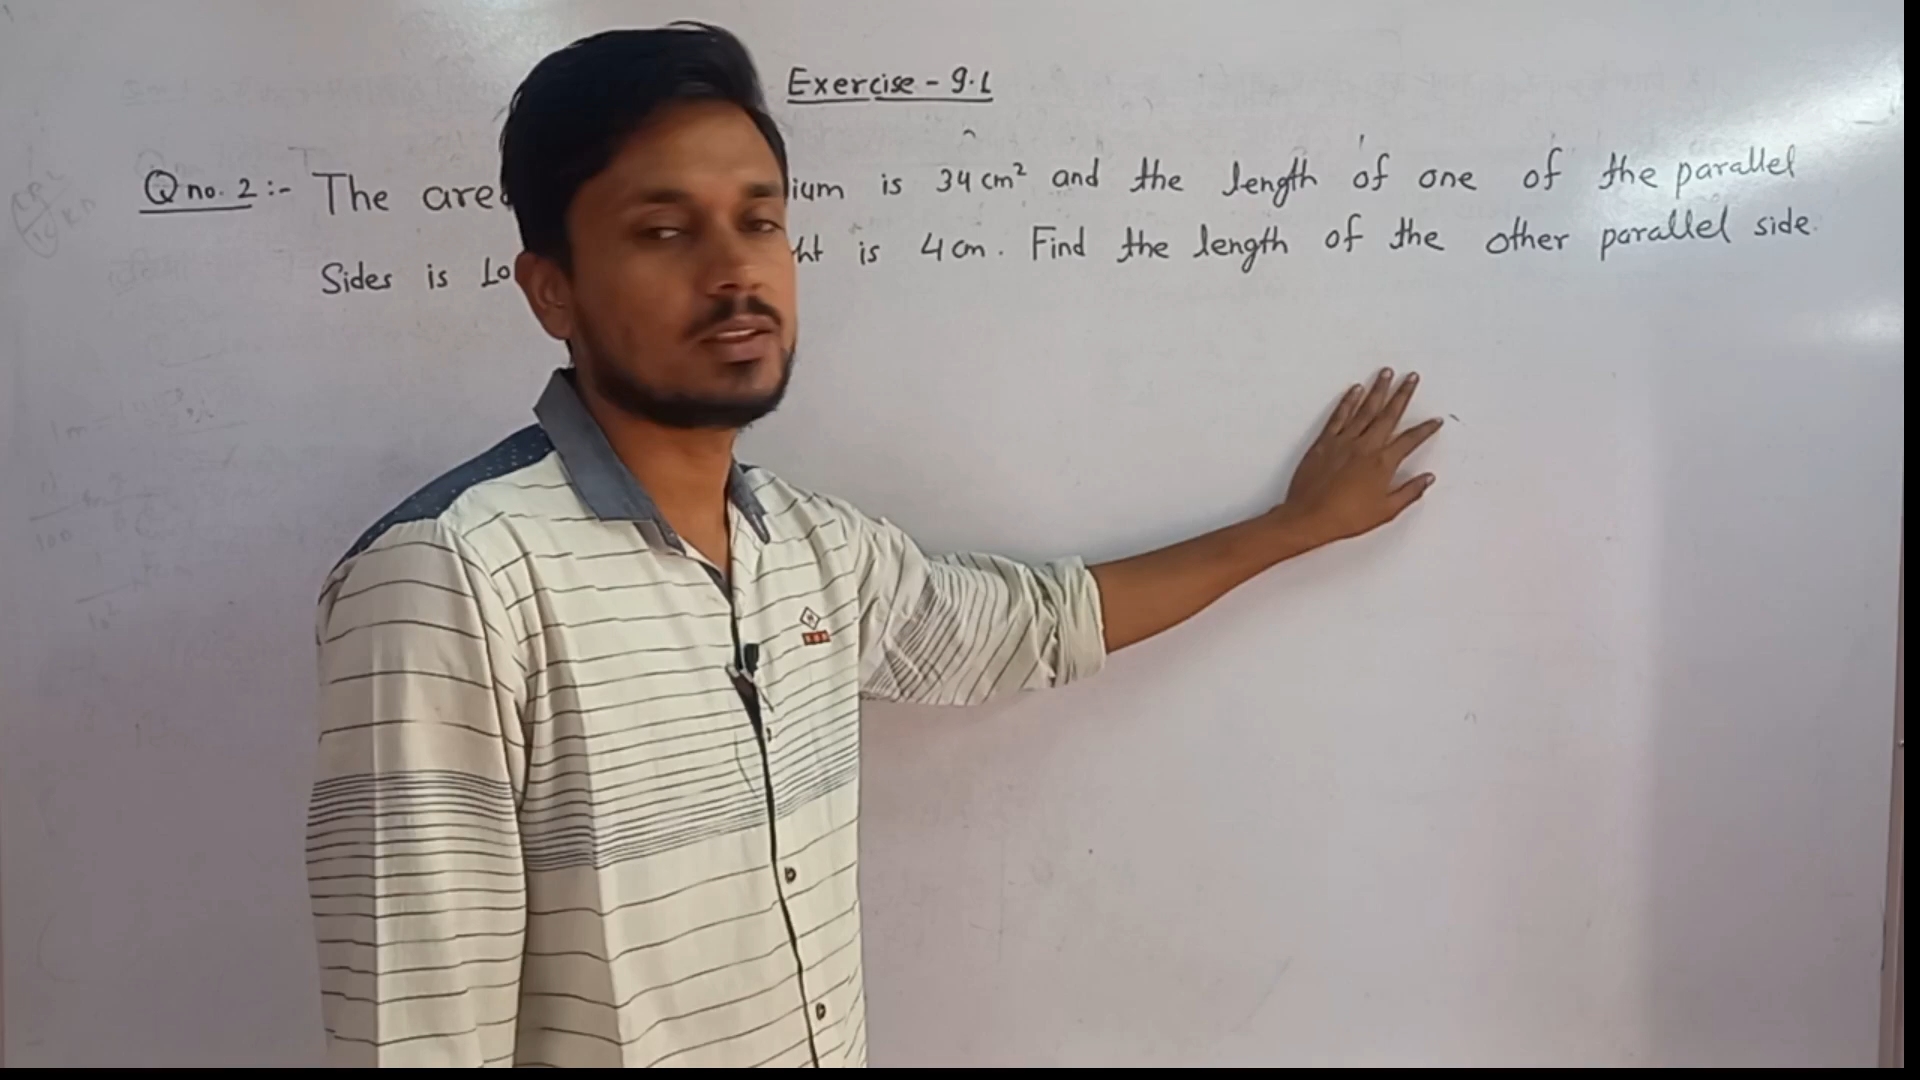 Exercise - 9.1
Q no. 2 :- The area ium is 34 cm² and the length of one of the parallel
Sides is 10 ht is 4 cm. Find the length of the other parallel side.